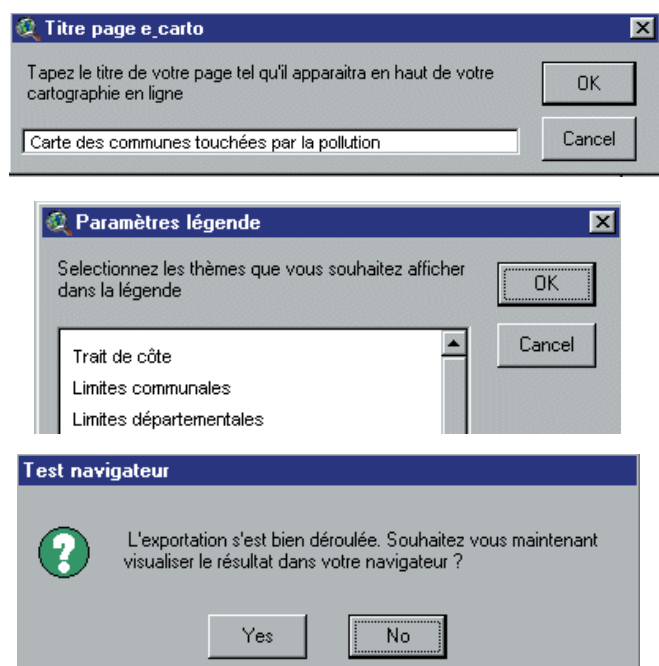 Titre page e_carto
Tapez le titre de votre page tel qu'il apparaitra en haut de votre
cartographie en ligne
OK
Carte des communes touchées par la pollution
Cancel
Paramètres légende
Selectionnez les thèmes que vous souhaitez afficher
dans la légende
OK
Cancel
Trait de côte
Limites communales
Limites départementales
Test navigateur
L'exportation s'est bien déroulée. Souhaitez vous maintenant
visualiser le résultat dans votre navigateur ?
Yes
No